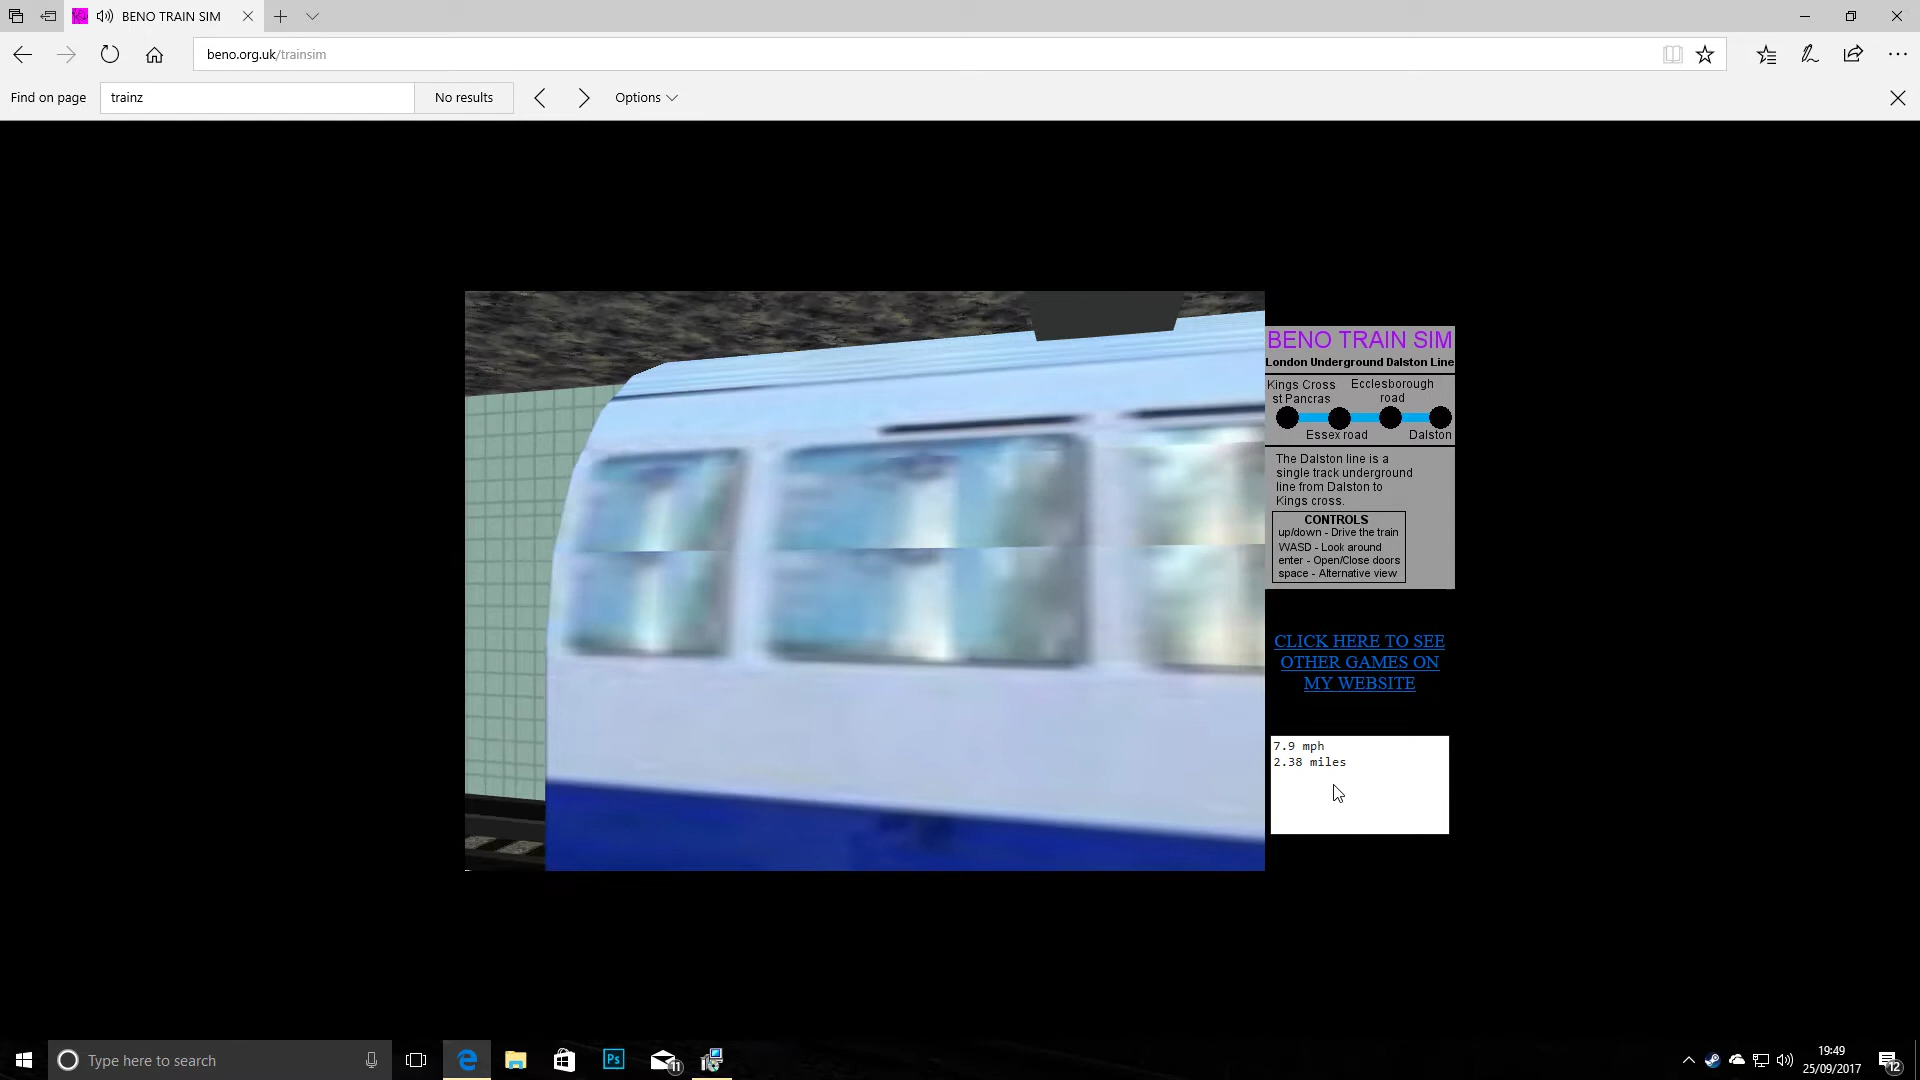 BENO TRAIN SIM
beno.org.uk/trainsim
Find on page
trainz
No results
Options
BENO TRAIN SIM
London Underground Dalston Line
Kings Cross
st Pancras
Ecclesborough
road
Essex road
Dalston
The Dalston line is a
single track underground
line from Dalston to
Kings cross.
CONTROLS
up/down - Drive the train
WASD - Look around
enter - Open/Close doors
space - Alternative view
CLICK HERE TO SEE
OTHER GAMES ON
MY WEBSITE
7.9 mph
2.38 miles
Type here to search
Ps
11
19:49
25/09/2017
12